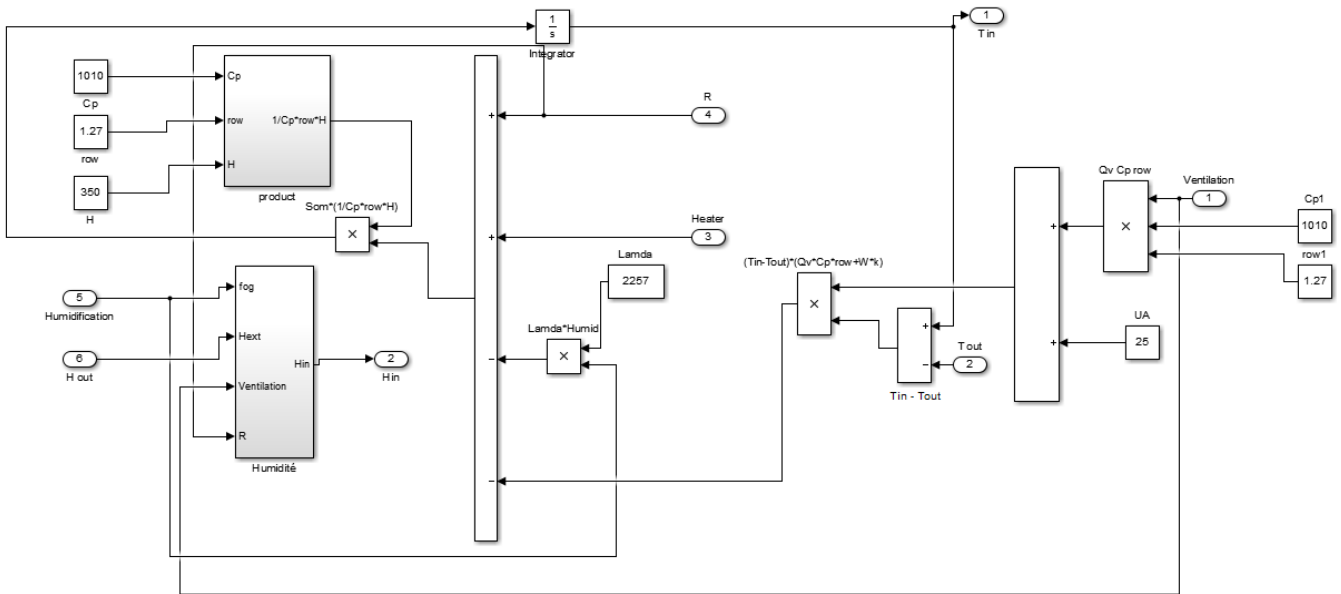 1
s
Integrator
1
T in
1010
Cp
1.27
row
350
H
Cp
row
H
1/Cp*row*H
product
Som*(1/Cp*row*H)
×
+
+
−
−
R
4
Heater
3
Lamda
2257
Lamda*Humid
×
5
Humidification
6
H out
fog
Hext
Ventilation
R
Hin
Humidité
2
H in
(Tin-Tout)*(Qv*Cp*row+W*k)
×
+
−
Tin - Tout
T out
2
+
+
Qv Cp row
×
Ventilation
1
Cp1
1010
row1
1.27
UA
25